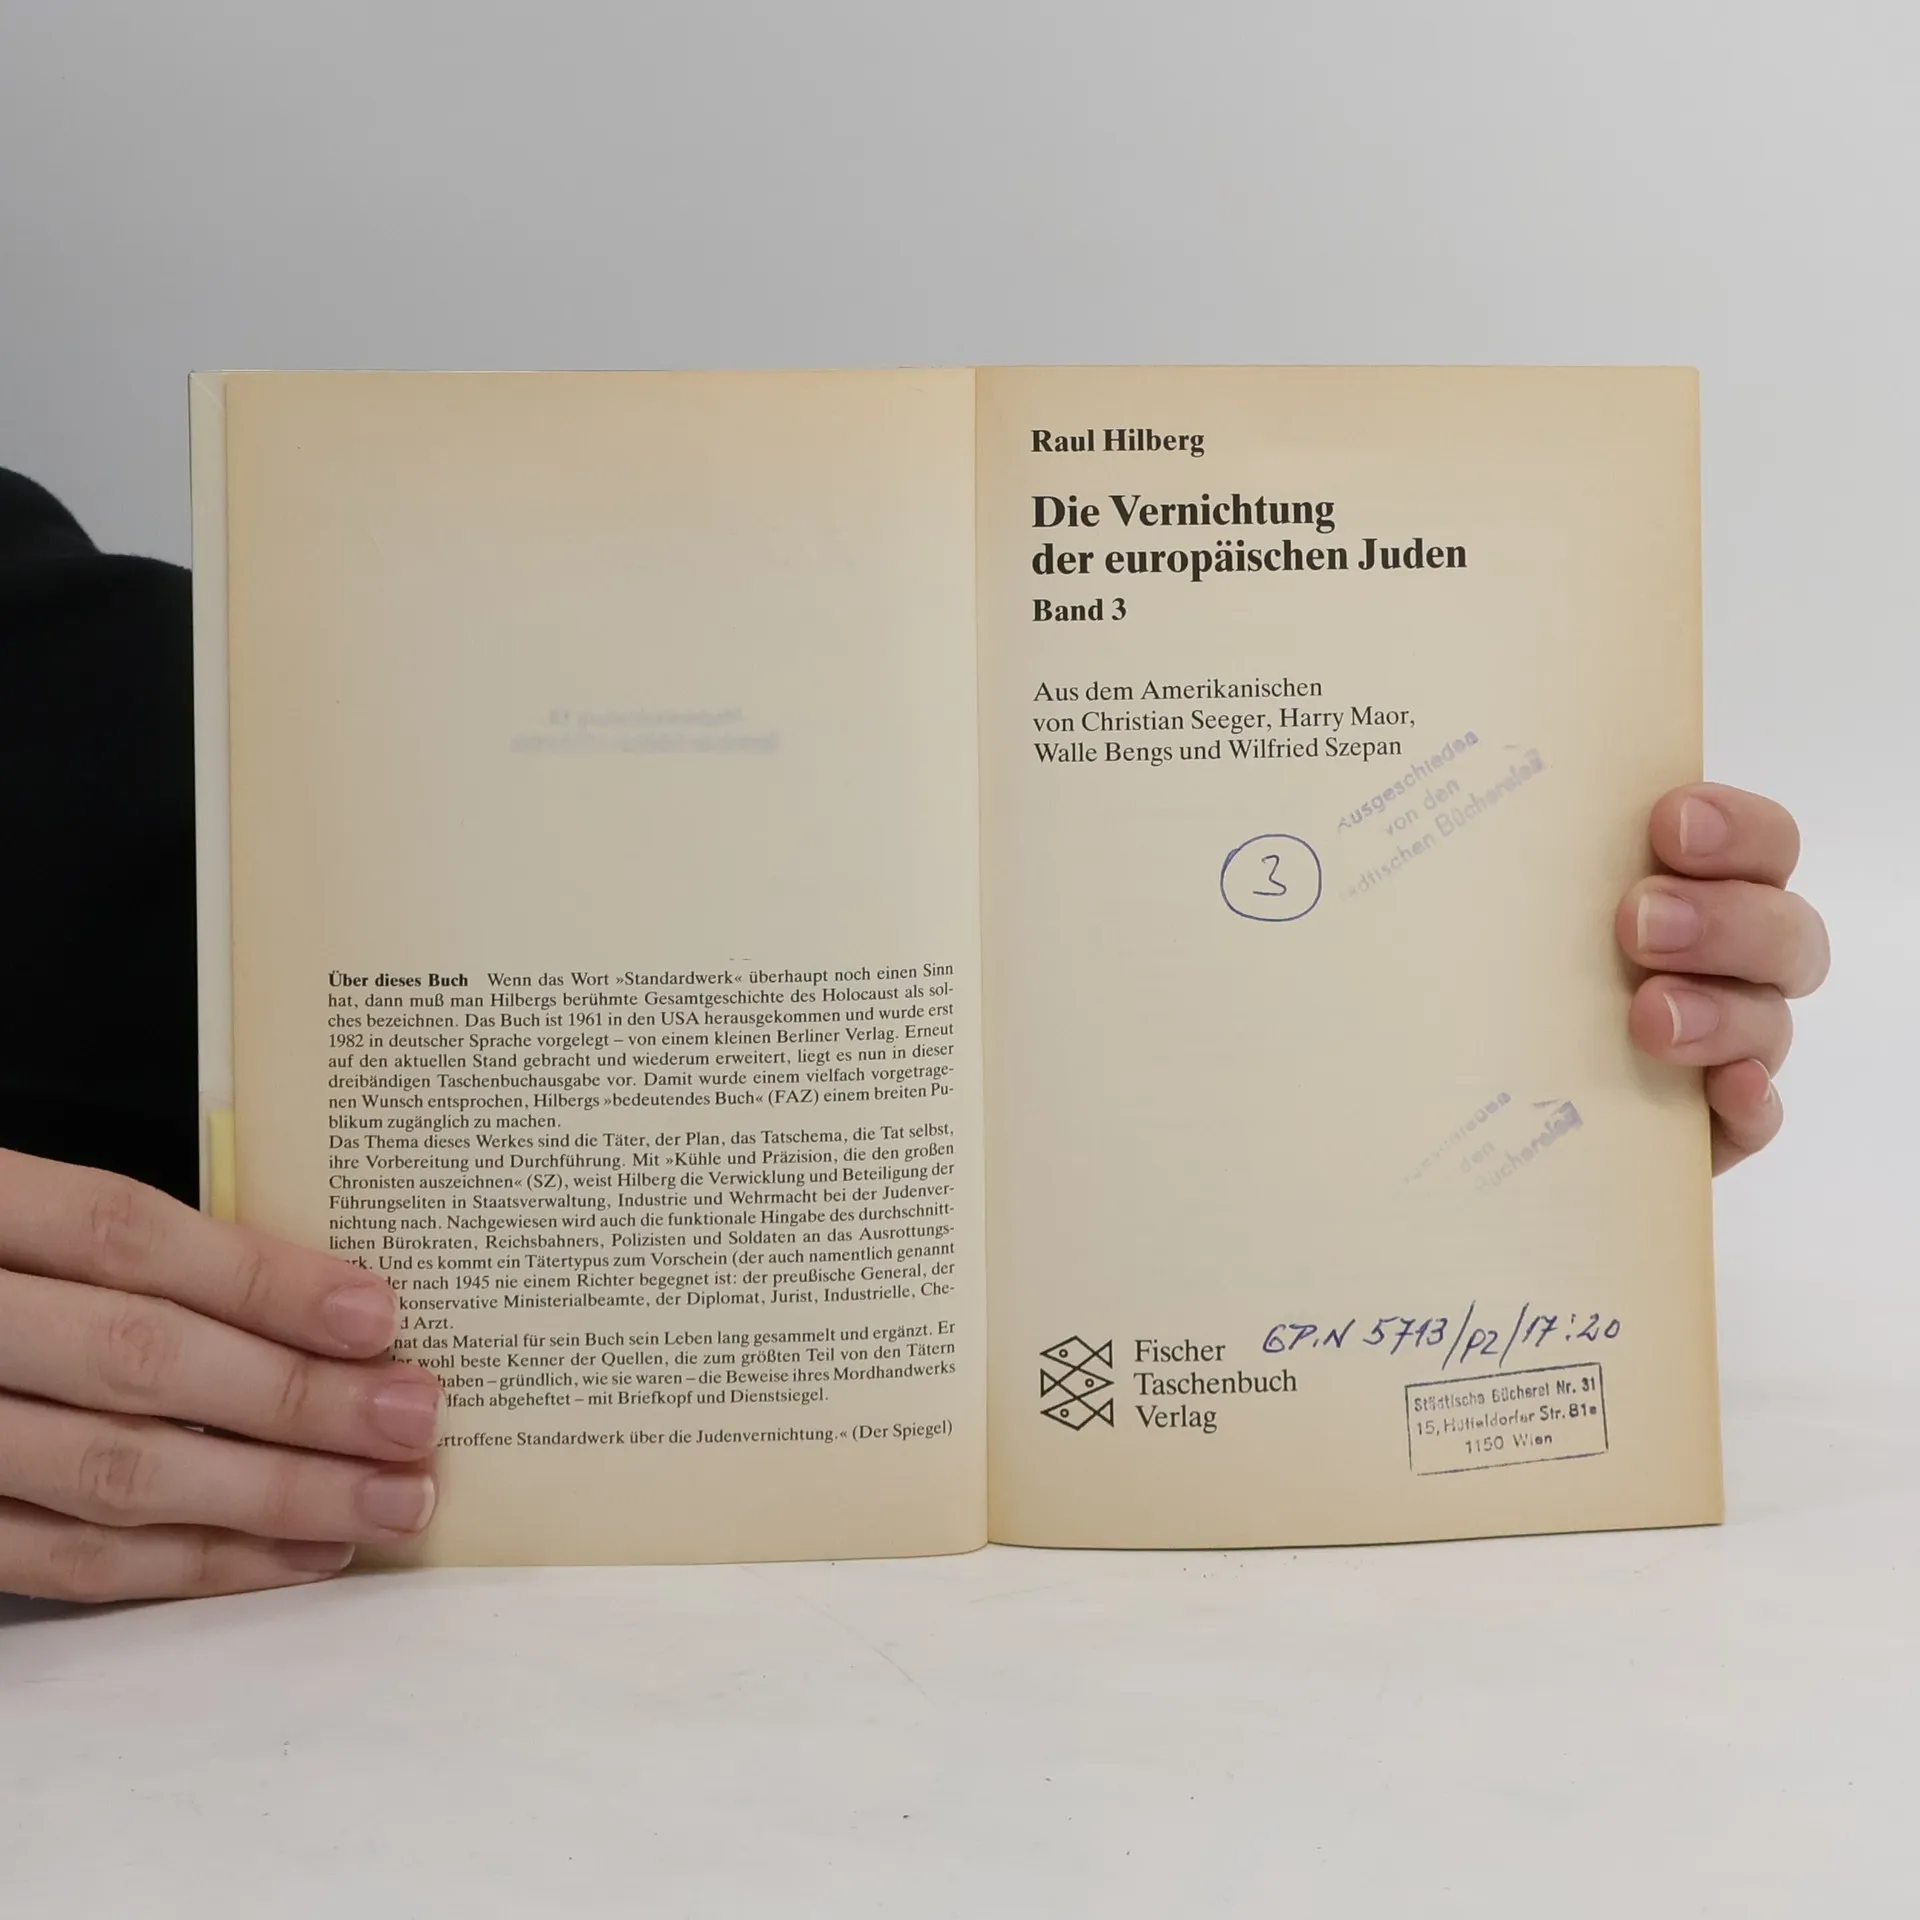 Über dieses Buch Wenn das Wort »Standardwerk« überhaupt noch einen Sinn
hat, dann muß man Hilbergs berühmte Gesamtgeschichte des Holocaust als sol-
ches bezeichnen. Das Buch ist 1961 in den USA herausgekommen und wurde erst
1982 in deutscher Sprache vorgelegt – von einem kleinen Berliner Verlag. Erneut
auf den aktuellen Stand gebracht und wiederum erweitert, liegt es nun in dieser
dreibändigen Taschenbuchausgabe vor. Damit wurde einem vielfach vorgetrage-
nen Wunsch entsprochen, Hilbergs »bedeutendes Buch« (FAZ) einem breiten Pu-
blikum zugänglich zu machen.
Das Thema dieses Werkes sind die Täter, der Plan, das Tatschema, die Tat selbst,
ihre Vorbereitung und Durchführung. Mit »Kühle und Präzision, die den großen
Chronisten auszeichnen« (SZ), weist Hilberg die Verwicklung und Beteiligung der
Führungseliten in Staatsverwaltung, Industrie und Wehrmacht bei der Judenver-
nichtung nach. Nachgewiesen wird auch die funktionale Hingabe des durchschnitt-
lichen Bürokraten, Reichsbahners, Polizisten und Soldaten an das Ausrottungs-
rk. Und es kommt ein Tätertypus zum Vorschein (der auch namentlich genannt
der nach 1945 nie einem Richter begegnet ist: der preußische General, der
konservative Ministerialbeamte, der Diplomat, Jurist, Industrielle, Che-
d Arzt.
hat das Material für sein Buch sein Leben lang gesammelt und ergänzt. Er
wohl beste Kenner der Quellen, die zum größten Teil von den Tätern
haben – gründlich, wie sie waren – die Beweise ihres Mordhandwerks
lfach abgeheftet – mit Briefkopf und Dienstsiegel.
ertroffene Standardwerk über die Judenvernichtung.« (Der Spiegel)
Raul Hilberg
Die Vernichtung
der europäischen Juden
Band 3
Aus dem Amerikanischen
von Christian Seeger, Harry Maor,
Walle Bengs und Wilfried Szepan
Ausgeschieden
von den
dtischen Büchereien
3
den
Büchereien
GP.N 5713/PZ/17:20
Fischer
Taschenbuch
Verlag
Städtische Bücherei Nr. 31
15, Hütteldorfer Str. 81a
1150 Wien